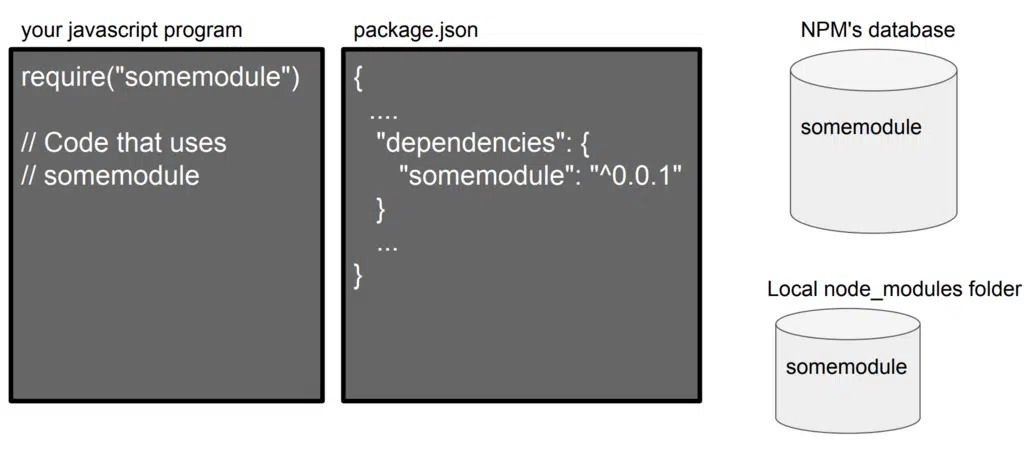 your javascript program
require("somemodule")
// Code that uses
// somemodule
package.json
{
....
"dependencies": {
"somemodule": "^0.0.1"
}
...
}
NPM's database
somemodule
Local node_modules folder
somemodule